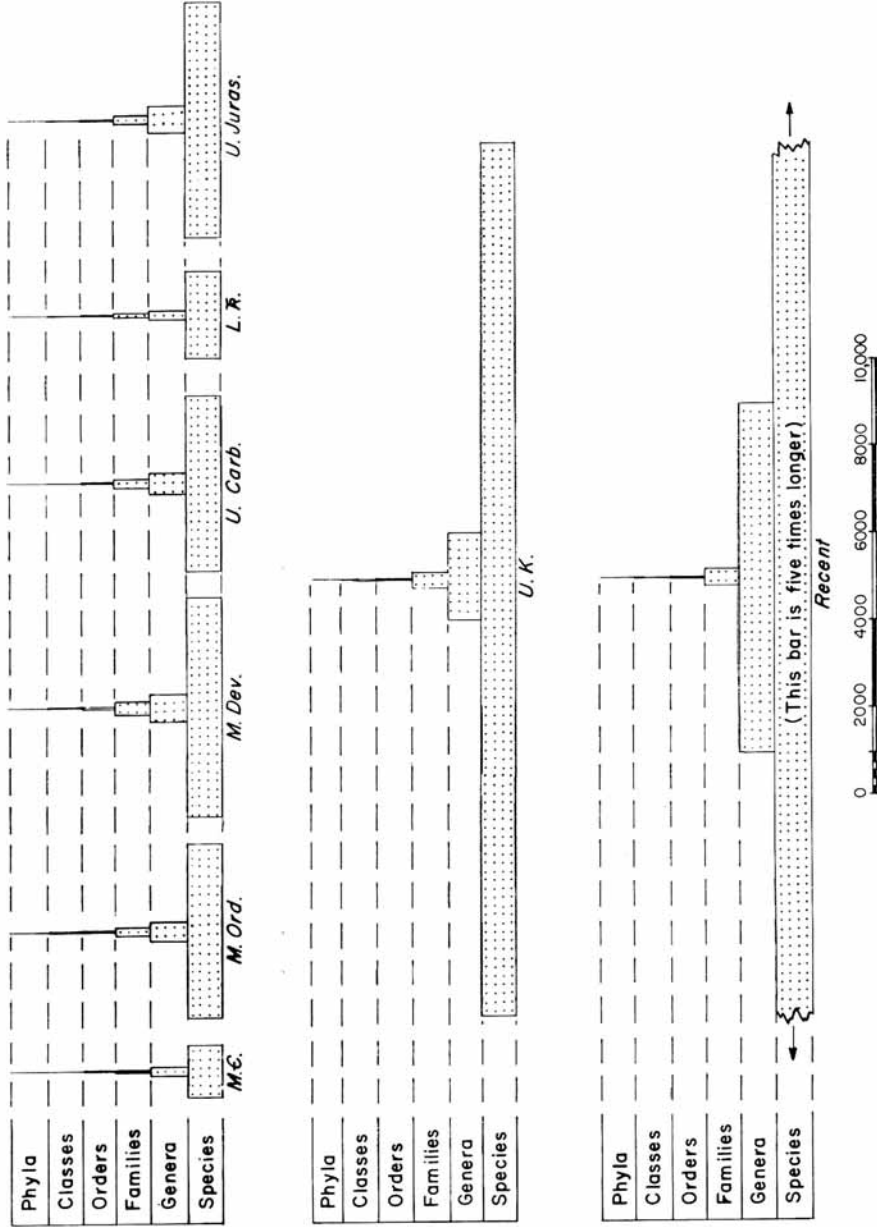 Phyla
Classes
Orders
Families
Genera
Species
M.Є.
M. Ord.
M. Dev.
U. Carb.
L.Ꞧ.
U. Juras.
Phyla
Classes
Orders
Families
Genera
Species
U. K.
Phyla
Classes
Orders
Families
Genera
Species
(This bar is five times longer)
Recent
0 2000 4000 6000 8000 10,000